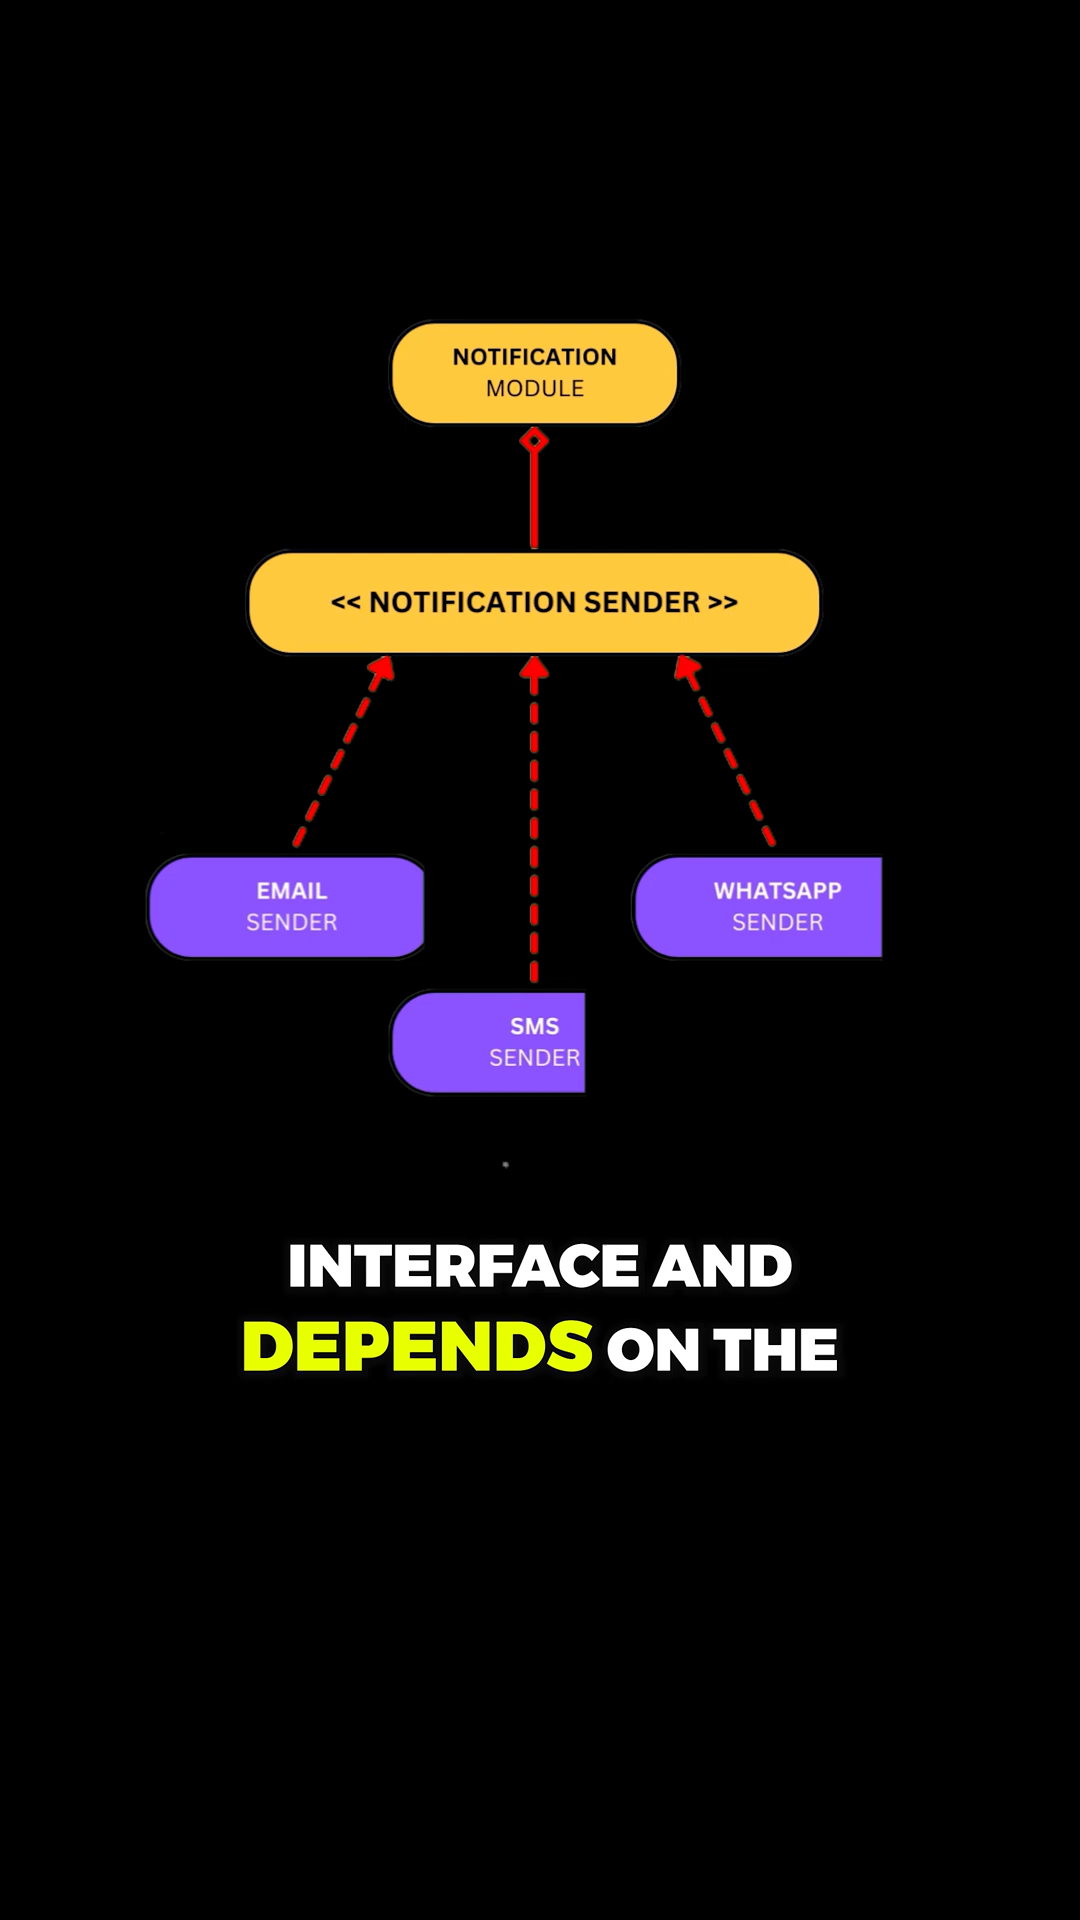 NOTIFICATION
MODULE
<< NOTIFICATION SENDER >>
EMAIL
SENDER
WHATSAPP
SENDER
SMS
SENDER
INTERFACE AND
DEPENDS ON THE